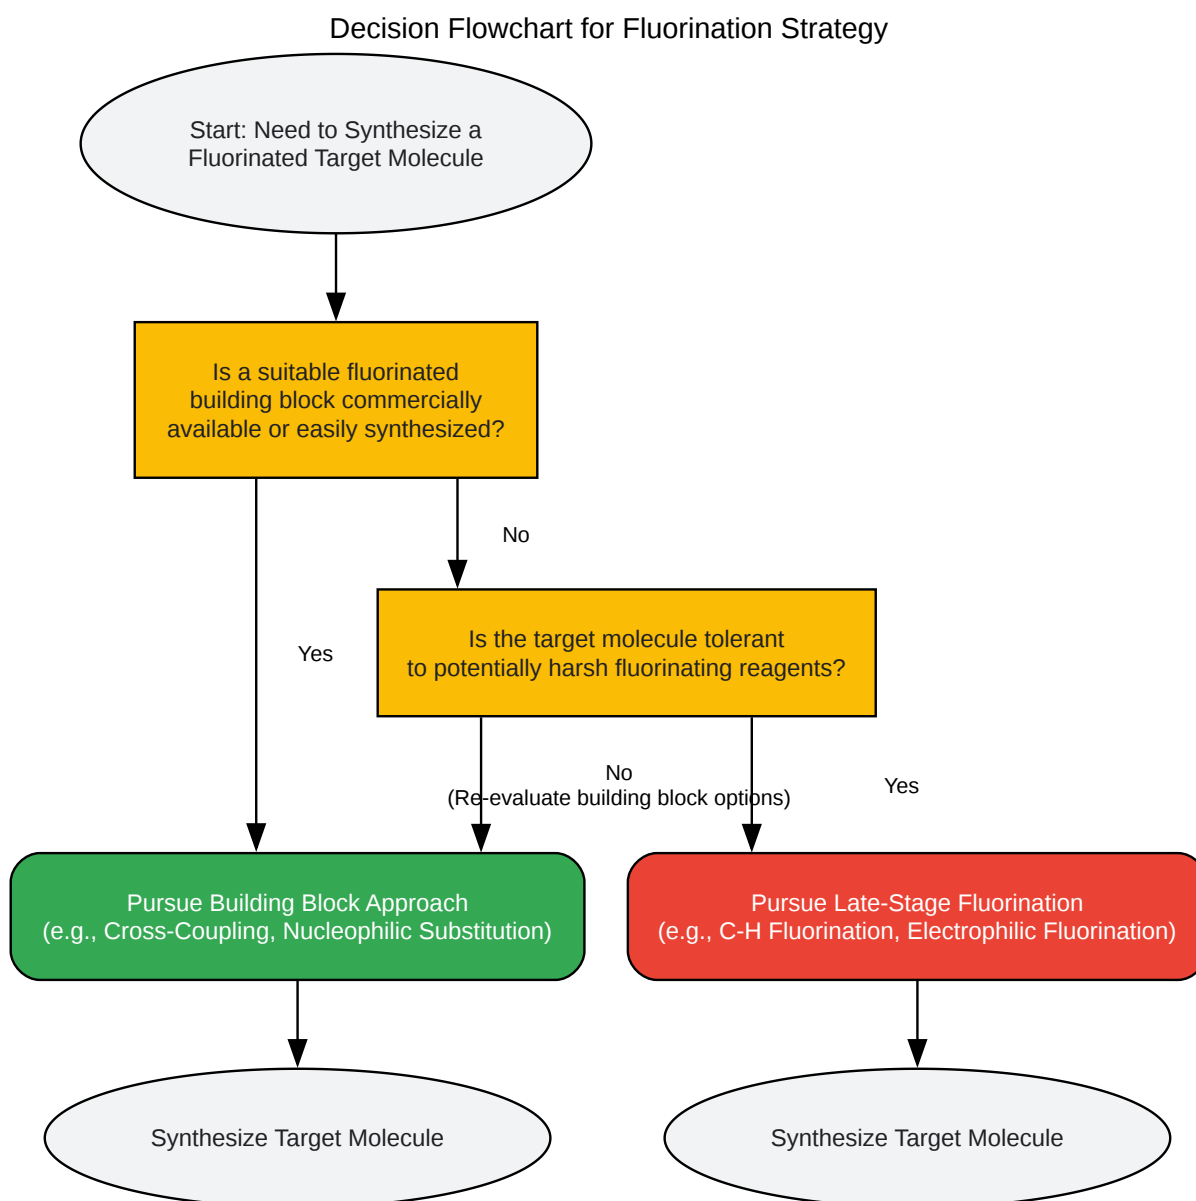 Decision Flowchart for Fluorination Strategy
Start: Need to Synthesize a
Fluorinated Target Molecule
Is a suitable fluorinated
building block commercially
available or easily synthesized?
No
Is the target molecule tolerant
to potentially harsh fluorinating reagents?
Yes
No
(Re-evaluate building block options)
Yes
Pursue Building Block Approach
(e.g., Cross-Coupling, Nucleophilic Substitution)
Pursue Late-Stage Fluorination
(e.g., C-H Fluorination, Electrophilic Fluorination)
Synthesize Target Molecule
Synthesize Target Molecule